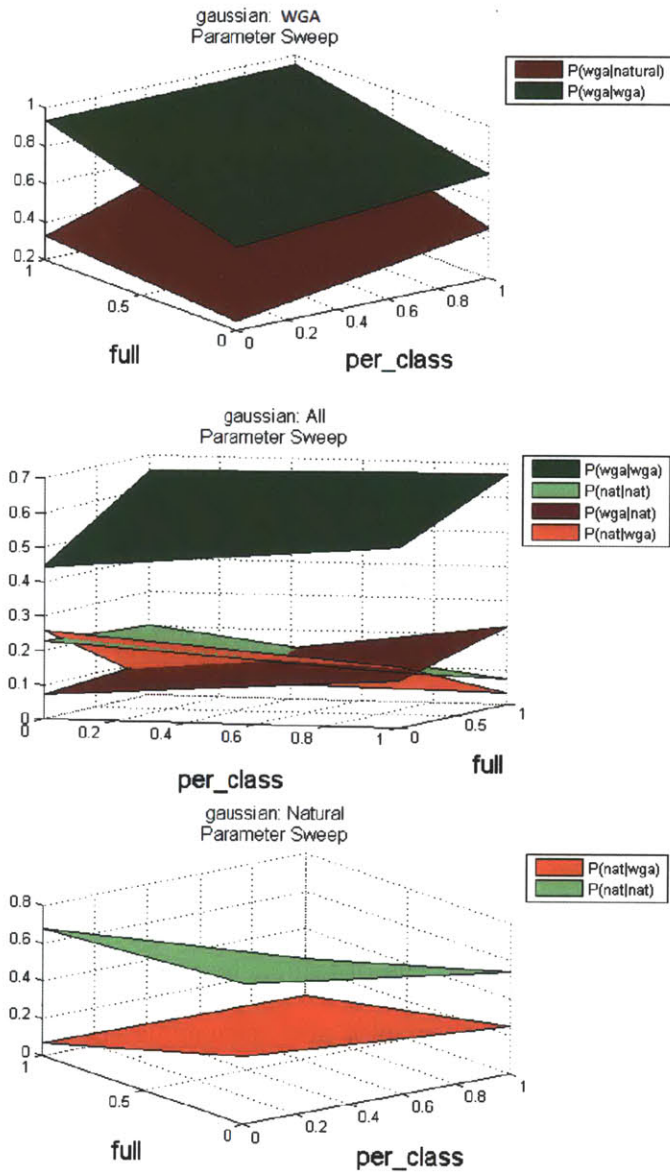 gaussian: WGA
Parameter Sweep
P(wga|natural)
P(wga|wga)
1
0.8
0.6
0.4
0.2
1
0.5
0
0
0.2
0.4
0.6
0.8
1
full
per_class
gaussian: All
Parameter Sweep
P(wga|wga)
P(nat|nat)
P(wga|nat)
P(nat|wga)
0.7
0.6
0.5
0.4
0.3
0.2
0.1
0
0
0.2
0.4
0.6
0.8
1
0
0.5
1
full
per_class
gaussian: Natural
Parameter Sweep
P(nat|wga)
P(nat|nat)
0.8
0.6
0.4
0.2
0
1
0.5
0
0
0.2
0.4
0.6
0.8
1
full
per_class